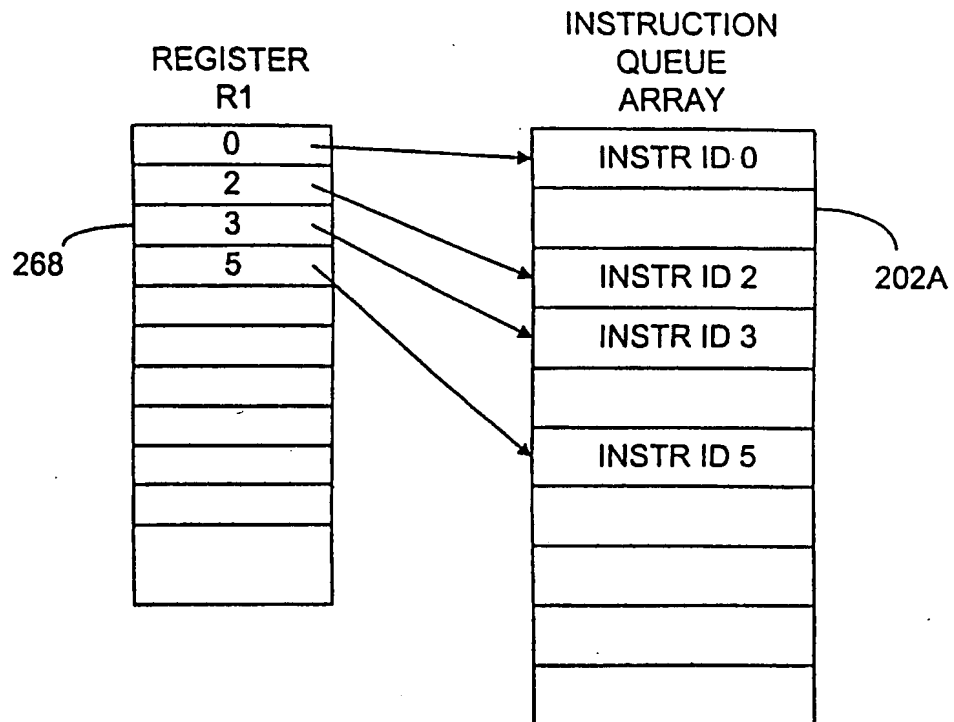 REGISTER
R1
0
2
3
5
268
INSTRUCTION
QUEUE
ARRAY
INSTR ID 0
INSTR ID 2
INSTR ID 3
INSTR ID 5
202A